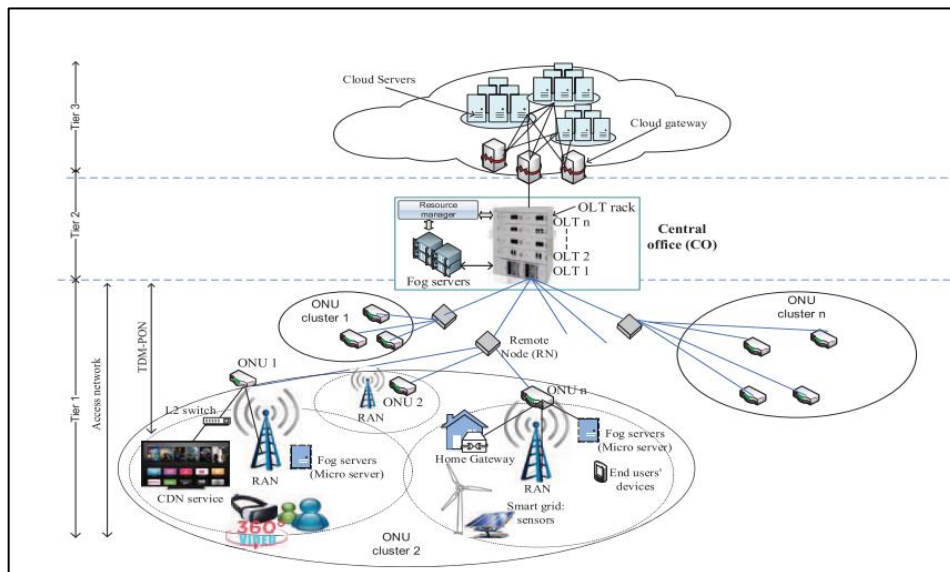 Tier 3
Cloud Servers
Cloud gateway
Tier 2
Resource
manager
Fog servers
OLT rack
OLT n
OLT 2
OLT 1
Central
office (CO)
Tier 1
Access network
TDM-PON
ONU
cluster 1
Remote
Node (RN)
ONU
cluster n
ONU 1
L2 switch
RAN
ONU 2
ONU n
CDN service
RAN
Fog servers
(Micro server)
Home Gateway
RAN
Fog servers
(Micro server)
End users'
devices
Smart grid:
sensors
360°
VIDEO
ONU
cluster 2